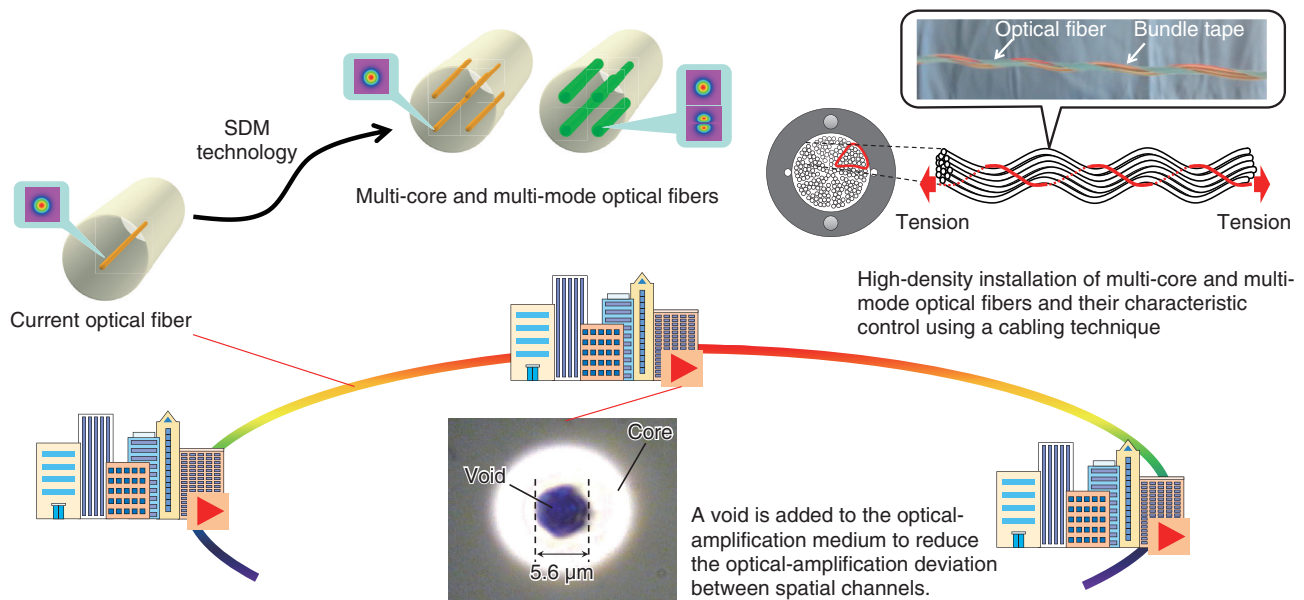 Optical fiber
Bundle tape
SDM
technology
Multi-core and multi-mode optical fibers
Tension
Tension
High-density installation of multi-core and multi-
mode optical fibers and their characteristic
control using a cabling technique
Current optical fiber
Core
Void
5.6 µm
A void is added to the optical-
amplification medium to reduce
the optical-amplification deviation
between spatial channels.